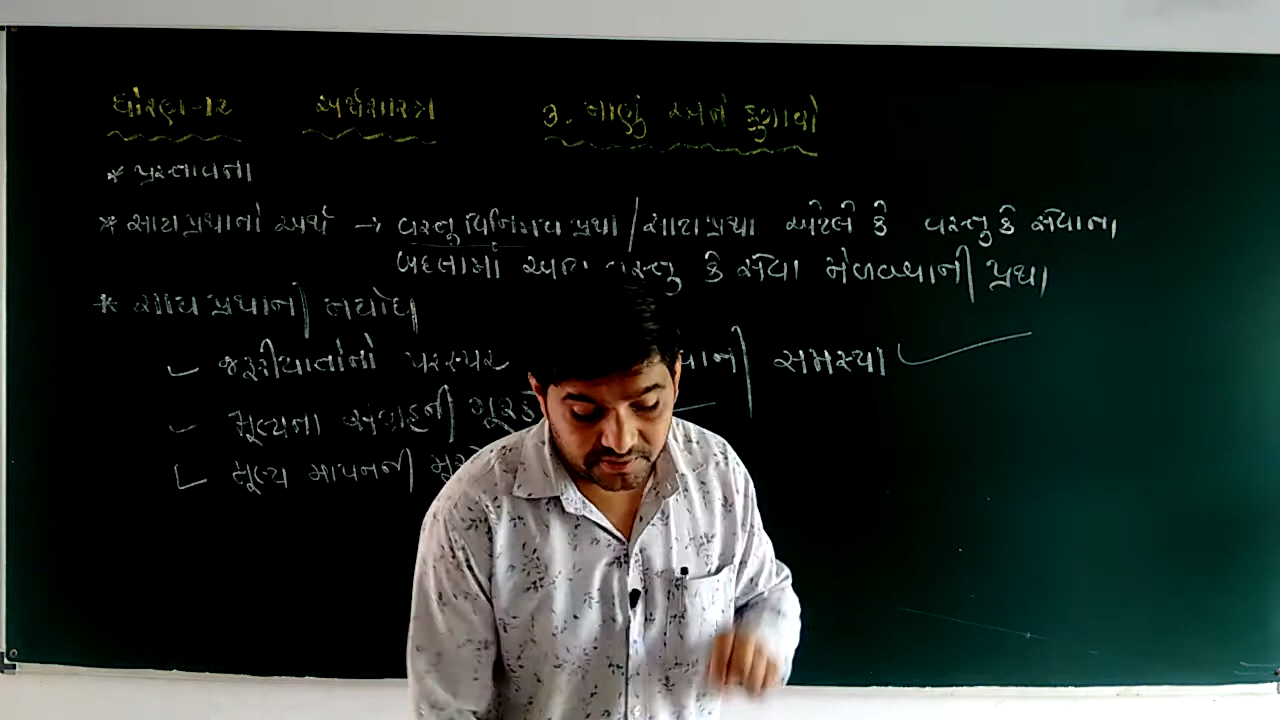 ધોરણ-૧૨ અર્થશાસ્ત્ર 3. નાણું અને ફુગાવો
* પ્રસ્તાવના
* સાટાપ્રથાનો અર્થ → વસ્તુ વિનિમય પ્રથા / સાટાપ્રથા એટલે કે વસ્તુ કે સેવાના
બદલામાં અન્ય વસ્તુ કે સેવા મેળવવાની પ્રથા
* સાટાપ્રથાની મર્યાદા
જરૂરીયાતોનો પરસ્પર સમસ્યા
મૂલ્યના સંગ્રહની
મૂલ્ય માપનની